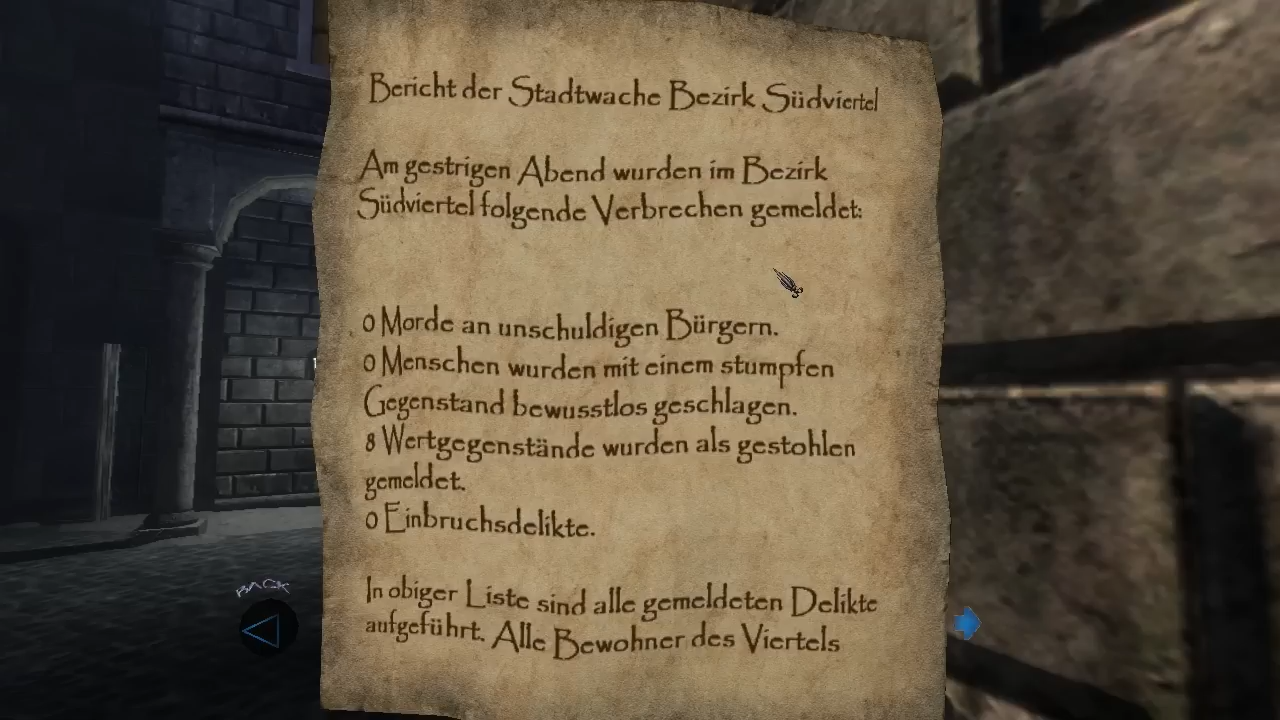 Bericht der Stadtwache Bezirk Südviertel
Am gestrigen Abend wurden im Bezirk
Südviertel folgende Verbrechen gemeldet:
0 Morde an unschuldigen Bürgern.
0 Menschen wurden mit einem stumpfen
Gegenstand bewusstlos geschlagen.
8 Wertgegenstände wurden als gestohlen
gemeldet.
0 Einbruchsdelikte.
In obiger Liste sind alle gemeldeten Delikte
aufgeführt. Alle Bewohner des Viertels
BACK